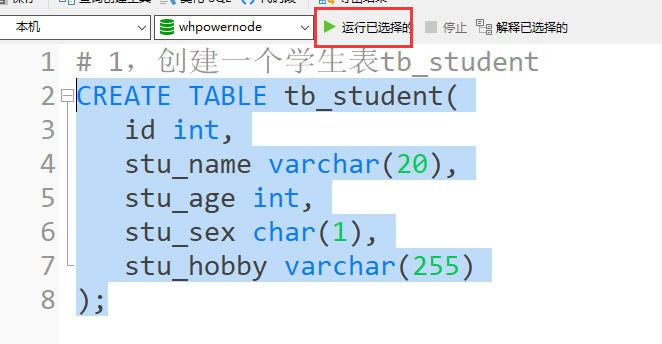 本机 whpowernode 运行已选择的 停止 解释已选择的
1 # 1，创建一个学生表tb_student
2 CREATE TABLE tb_student(
3 id int,
4 stu_name varchar(20),
5 stu_age int,
6 stu_sex char(1),
7 stu_hobby varchar(255)
8 );